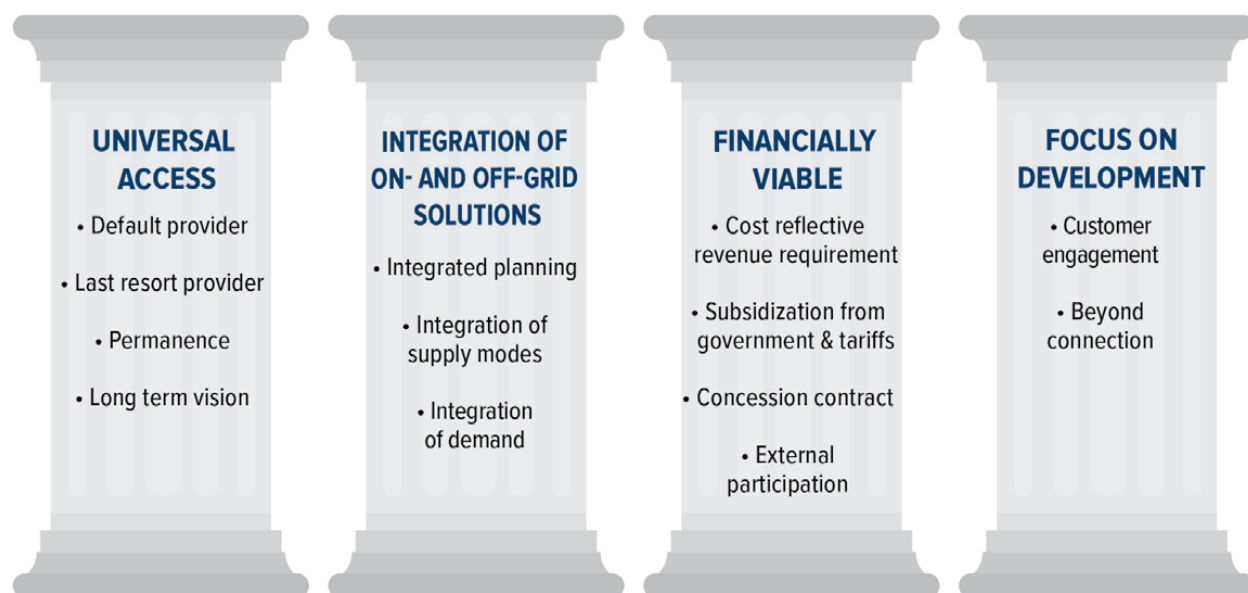 UNIVERSAL
ACCESS
• Default provider
• Last resort provider
• Permanence
• Long term vision
INTEGRATION OF
ON- AND OFF-GRID
SOLUTIONS
• Integrated planning
• Integration of
supply modes
• Integration
of demand
FINANCIALLY
VIABLE
• Cost reflective
revenue requirement
• Subsidization from
government & tariffs
• Concession contract
• External
participation
FOCUS ON
DEVELOPMENT
• Customer
engagement
• Beyond
connection